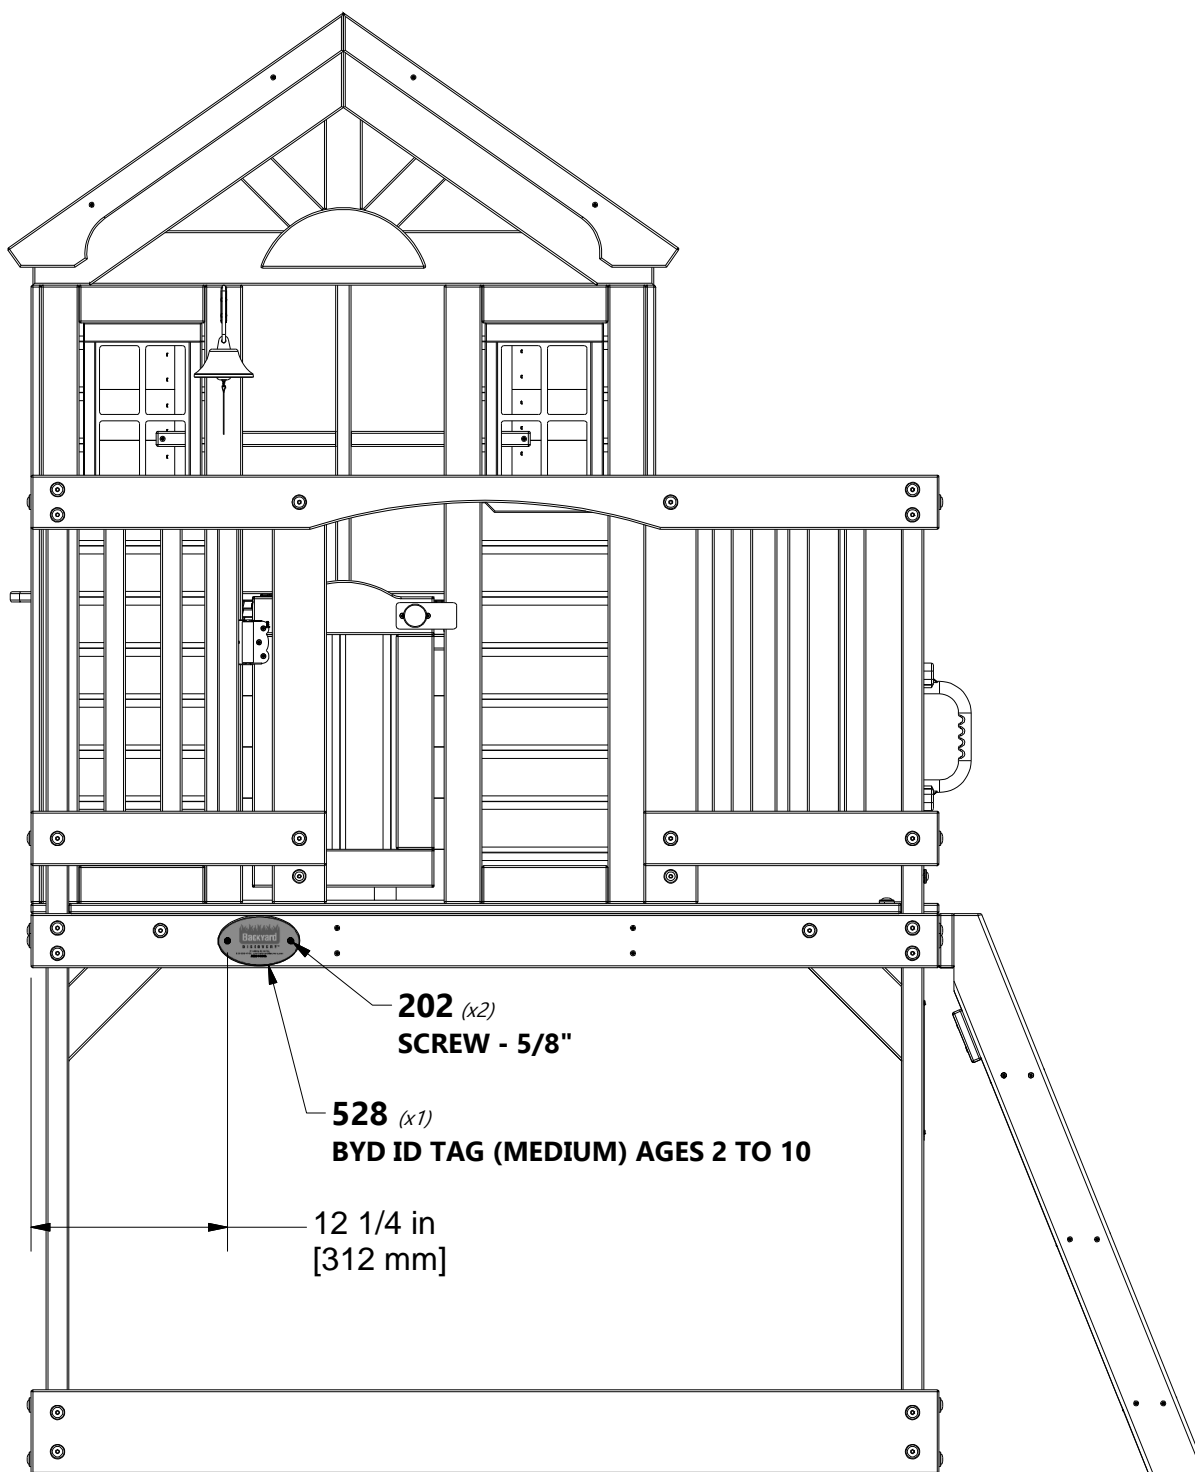 Backyard
DISCOVERY
202 (x2)
SCREW - 5/8"
528 (x1)
BYD ID TAG (MEDIUM) AGES 2 TO 10
12 1/4 in
[312 mm]